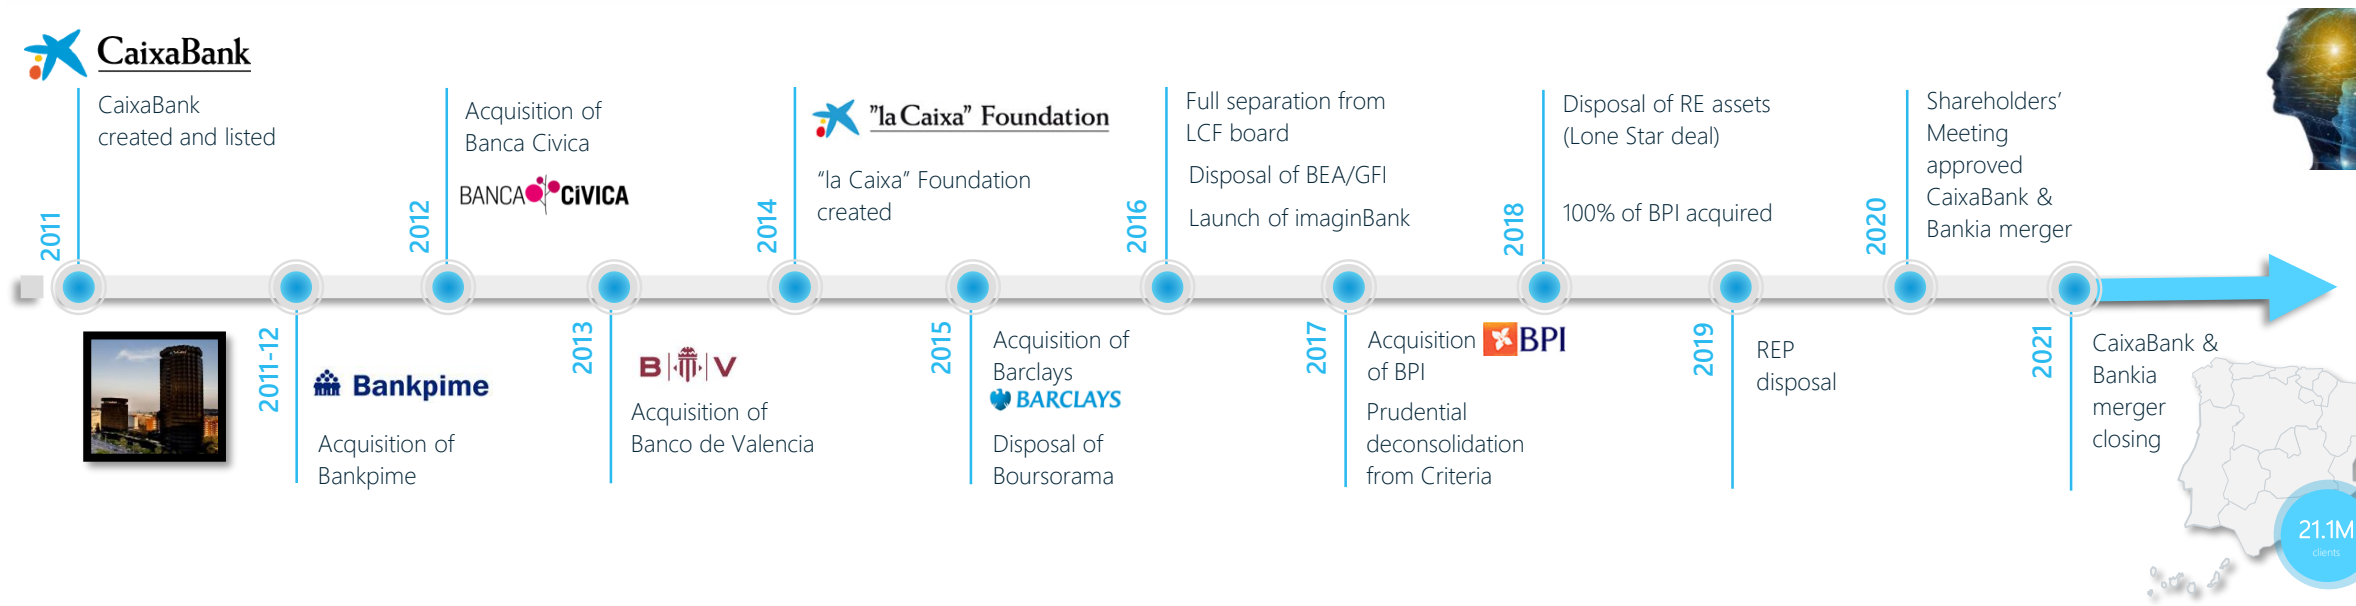 CaixaBank
CaixaBank
created and listed
2011
2011-12
Bankpime
Acquisition of
Bankpime
Acquisition of
Banca Civica
BANCA CÍVICA
2012
2013
B V
Acquisition of
Banco de Valencia
"la Caixa" Foundation
“la Caixa” Foundation
created
2014
2015
Acquisition of
Barclays
BARCLAYS
Disposal of
Boursorama
Full separation from
LCF board
Disposal of BEA/GFI
Launch of imaginBank
2016
2017
Acquisition
of BPI
BPI
Prudential
deconsolidation
from Criteria
Disposal of RE assets
(Lone Star deal)
100% of BPI acquired
2018
2019
REP
disposal
Shareholders’
Meeting
approved
CaixaBank &
Bankia merger
2020
2021
CaixaBank &
Bankia
merger
closing
21.1M
clients